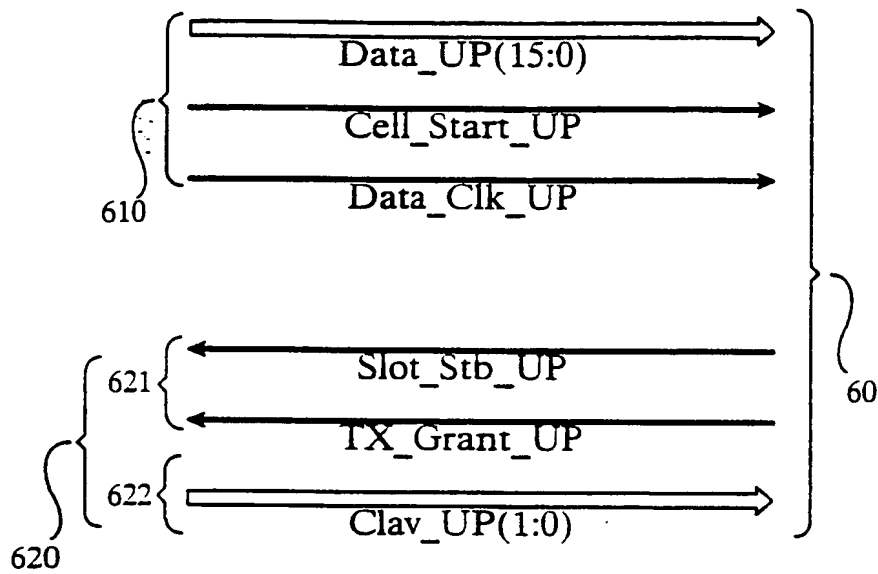 Data_UP(15:0)
Cell_Start_UP
Data_Clk_UP
610
Slot_Stb_UP
621
60
TX_Grant_UP
622
Clav_UP(1:0)
620